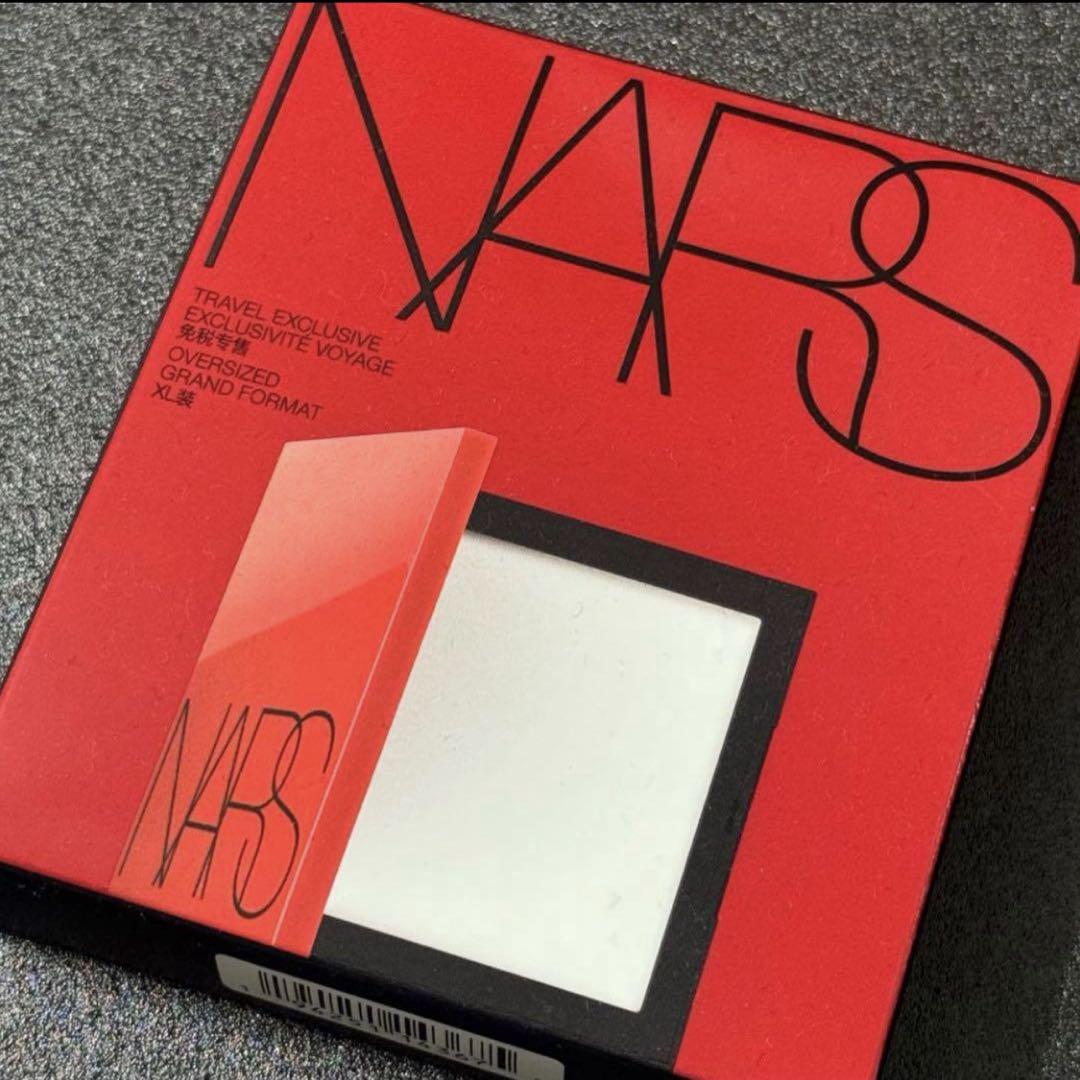 NARS
TRAVEL EXCLUSIVE
EXCLUSIVITÉ VOYAGE
免税专售
OVERSIZED
GRAND FORMAT
XL装
NARS